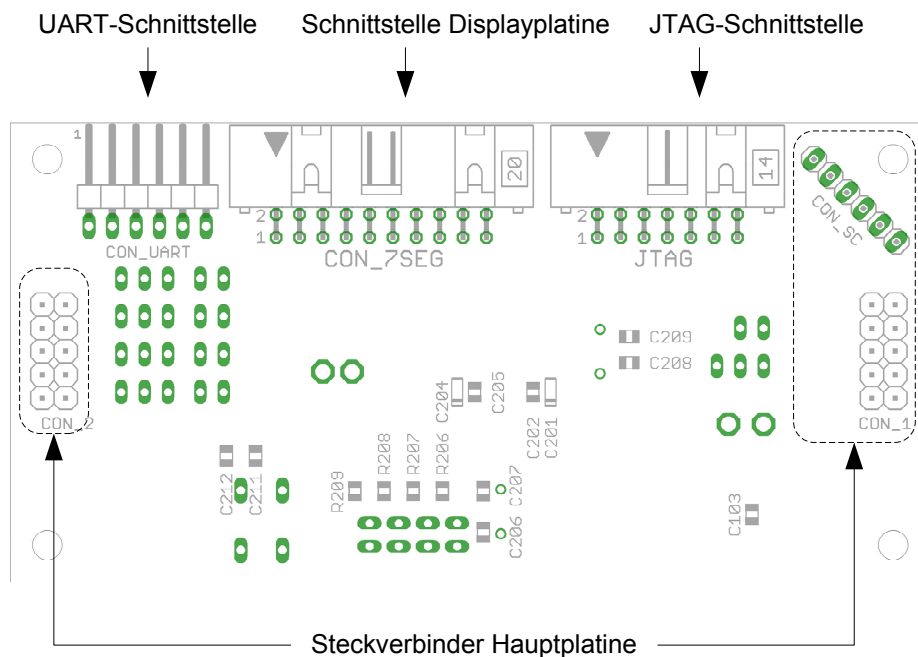 UART-Schnittstelle
Schnittstelle Displayplatine
JTAG-Schnittstelle
1
20
14
2
1
2
1
CON_UART
CON_7SEG
JTAG
CON_SC
C209
C208
C204
C205
C202
C201
CON_2
CON_1
C212
C211
R209
R208
R207
R206
C207
C206
C103
Steckverbinder Hauptplatine